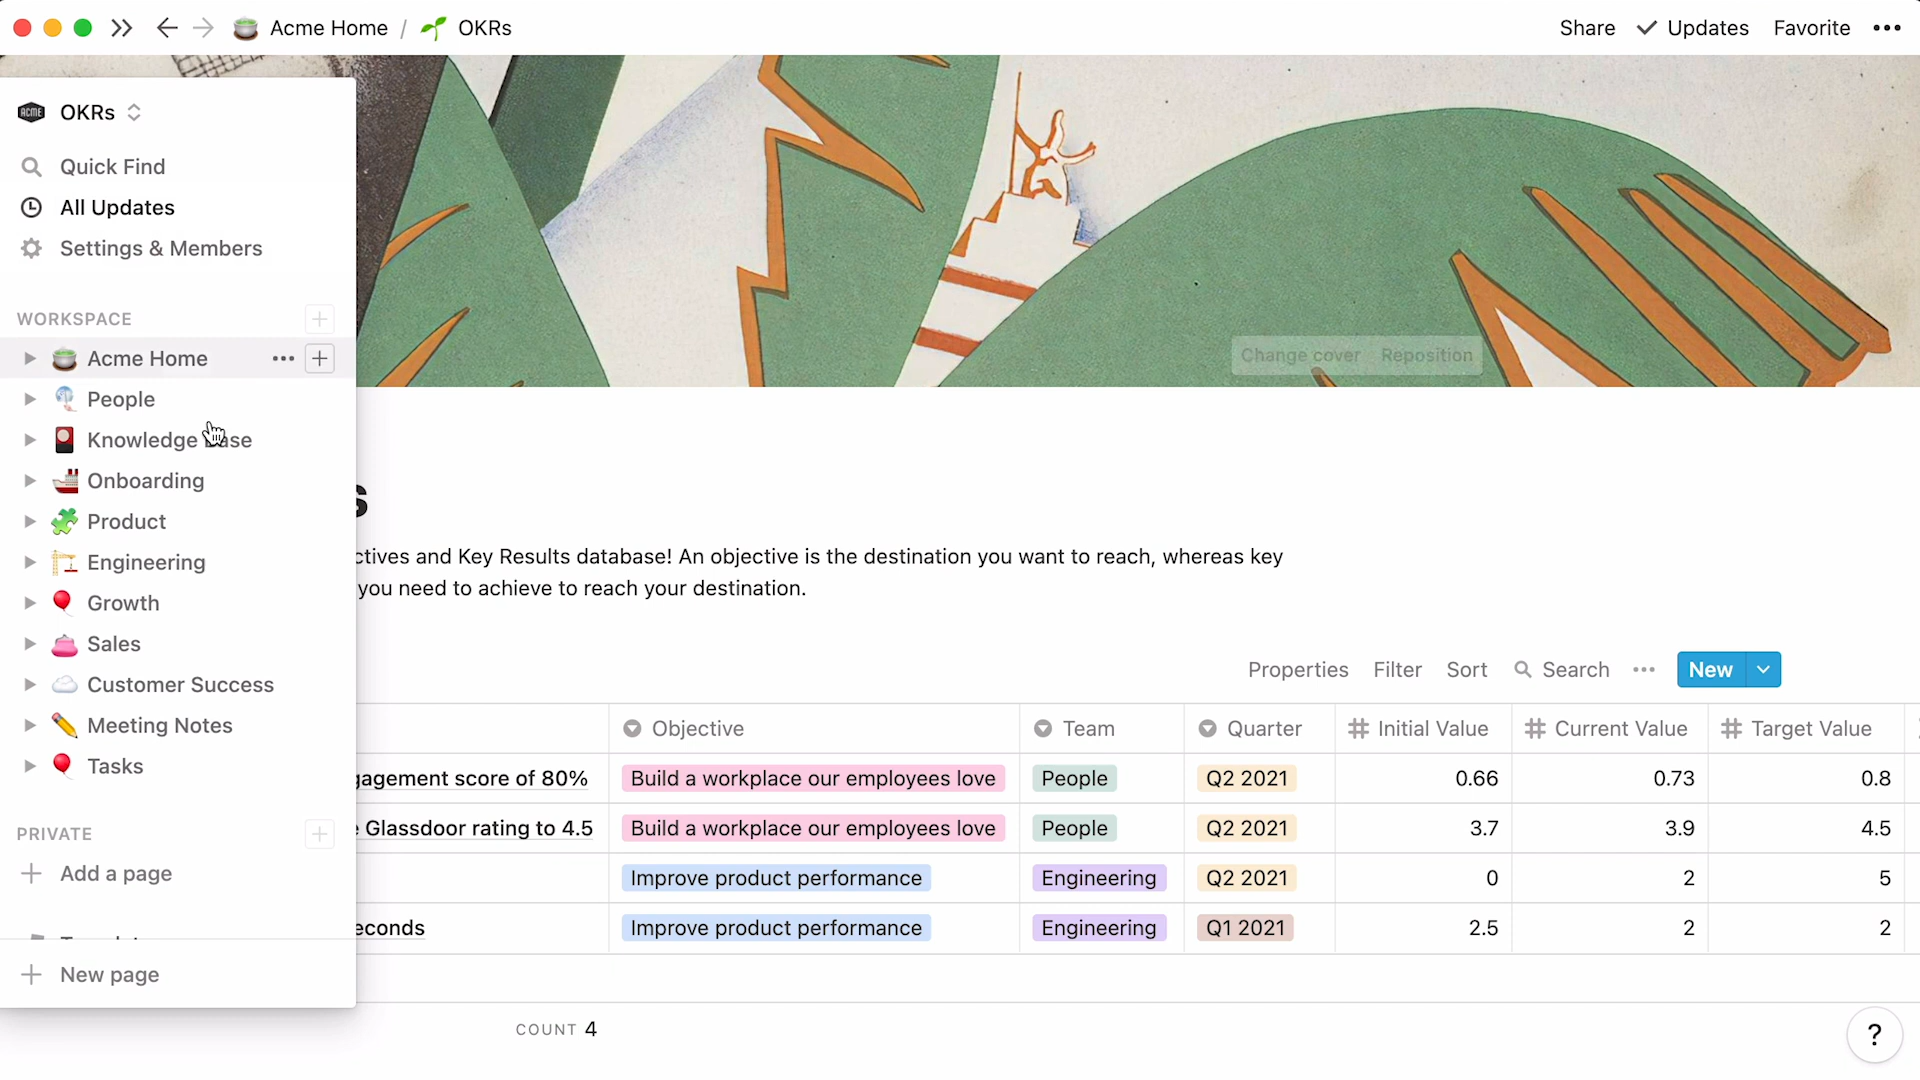 Acme Home / OKRs
Share Updates Favorite
ACME OKRs
Quick Find
All Updates
Settings & Members
WORKSPACE
Acme Home
People
Knowledge
Onboarding
Product
Engineering
Growth
Sales
Customer Success
Meeting Notes
Tasks
PRIVATE
Add a page
New page
Change cover Reposition
s
ctives and Key Results database! An objective is the destination you want to reach, whereas key
you need to achieve to reach your destination.
Properties Filter Sort Search New
Objective Team Quarter # Initial Value # Current Value # Target Value
gagement score of 80% Build a workplace our employees love People Q2 2021 0.66 0.73 0.8
e Glassdoor rating to 4.5 Build a workplace our employees love People Q2 2021 3.7 3.9 4.5
Improve product performance Engineering Q2 2021 0 2 5
econds Improve product performance Engineering Q1 2021 2.5 2 2
COUNT 4
?